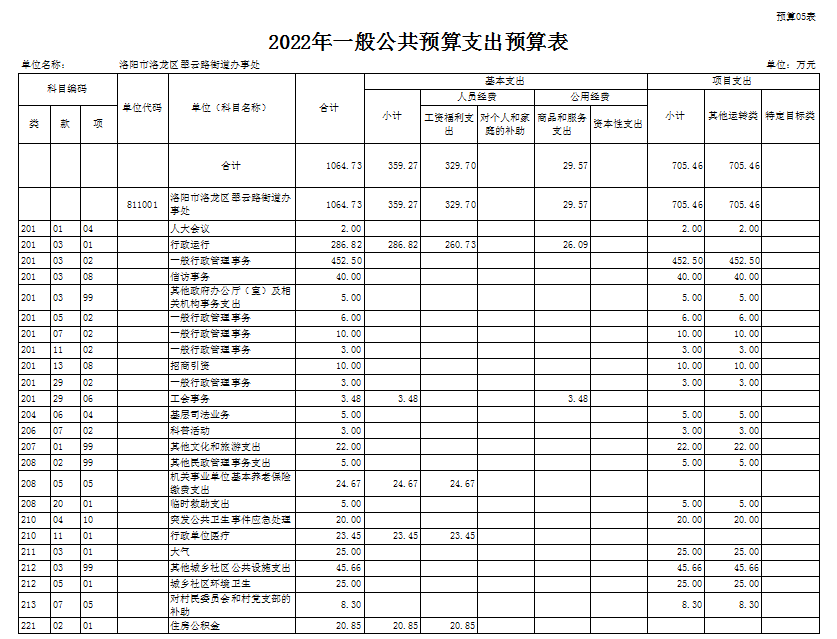 预算05表
2022年一般公共预算支出预算表
单位名称： 洛阳市洛龙区翠云路街道办事处 单位：万元
科目编码 单位代码 单位（科目名称） 合计 基本支出 项目支出
小计 人员经费 公用经费 小计 其他运转类 特定目标类
类 款 项 工资福利支出 对个人和家庭的补助 商品和服务支出 资本性支出
合计 1064.73 359.27 329.70 29.57 705.46 705.46
811001 洛阳市洛龙区翠云路街道办事处 1064.73 359.27 329.70 29.57 705.46 705.46
201 01 04 人大会议 2.00 2.00 2.00
201 03 01 行政运行 286.82 286.82 260.73 26.09
201 03 02 一般行政管理事务 452.50 452.50 452.50
201 03 08 信访事务 40.00 40.00 40.00
201 03 99 其他政府办公厅（室）及相关机构事务支出 5.00 5.00 5.00
201 05 02 一般行政管理事务 6.00 6.00 6.00
201 07 02 一般行政管理事务 10.00 10.00 10.00
201 11 02 一般行政管理事务 3.00 3.00 3.00
201 13 08 招商引资 10.00 10.00 10.00
201 29 02 一般行政管理事务 3.00 3.00 3.00
201 29 06 工会事务 3.48 3.48 3.48
204 06 04 基层司法业务 5.00 5.00 5.00
206 07 02 科普活动 3.00 3.00 3.00
207 01 99 其他文化和旅游支出 22.00 22.00 22.00
208 02 99 其他民政管理事务支出 5.00 5.00 5.00
208 05 05 机关事业单位基本养老保险缴费支出 24.67 24.67 24.67
208 20 01 临时救助支出 5.00 5.00 5.00
210 04 10 突发公共卫生事件应急处理 20.00 20.00 20.00
210 11 01 行政单位医疗 23.45 23.45 23.45
211 03 01 大气 25.00 25.00 25.00
212 03 99 其他城乡社区公共设施支出 45.66 45.66 45.66
212 05 01 城乡社区环境卫生 25.00 25.00 25.00
213 07 05 对村民委员会和村党支部的补助 8.30 8.30 8.30
221 02 01 住房公积金 20.85 20.85 20.85